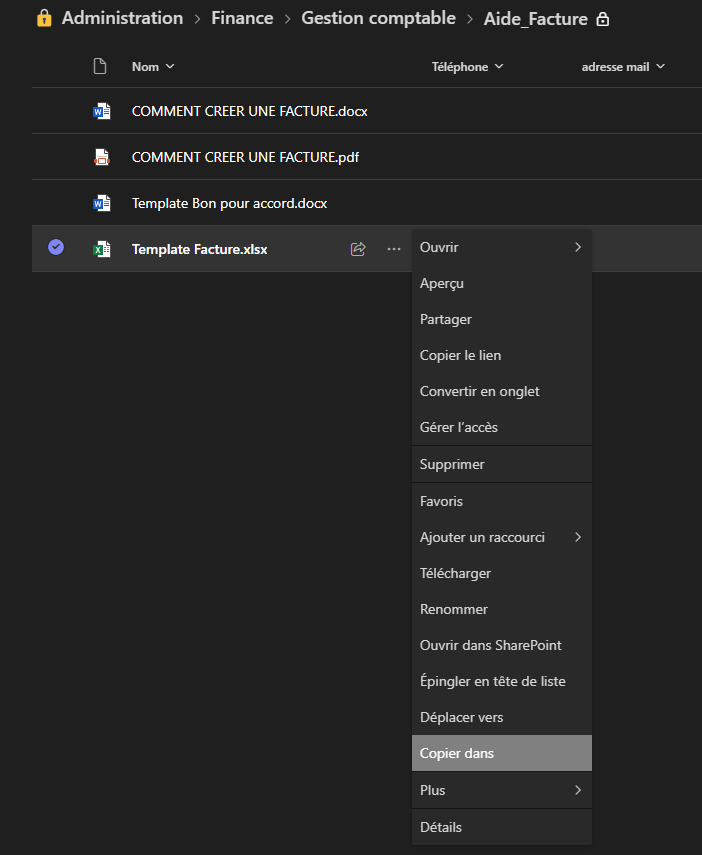 Administration > Finance > Gestion comptable > Aide_Facture
Nom Téléphone adresse mail
COMMENT CREER UNE FACTURE.docx
COMMENT CREER UNE FACTURE.pdf
Template Bon pour accord.docx
Template Facture.xlsx
Ouvrir
Aperçu
Partager
Copier le lien
Convertir en onglet
Gérer l’accès
Supprimer
Favoris
Ajouter un raccourci
Télécharger
Renommer
Ouvrir dans SharePoint
Épingler en tête de liste
Déplacer vers
Copier dans
Plus
Détails